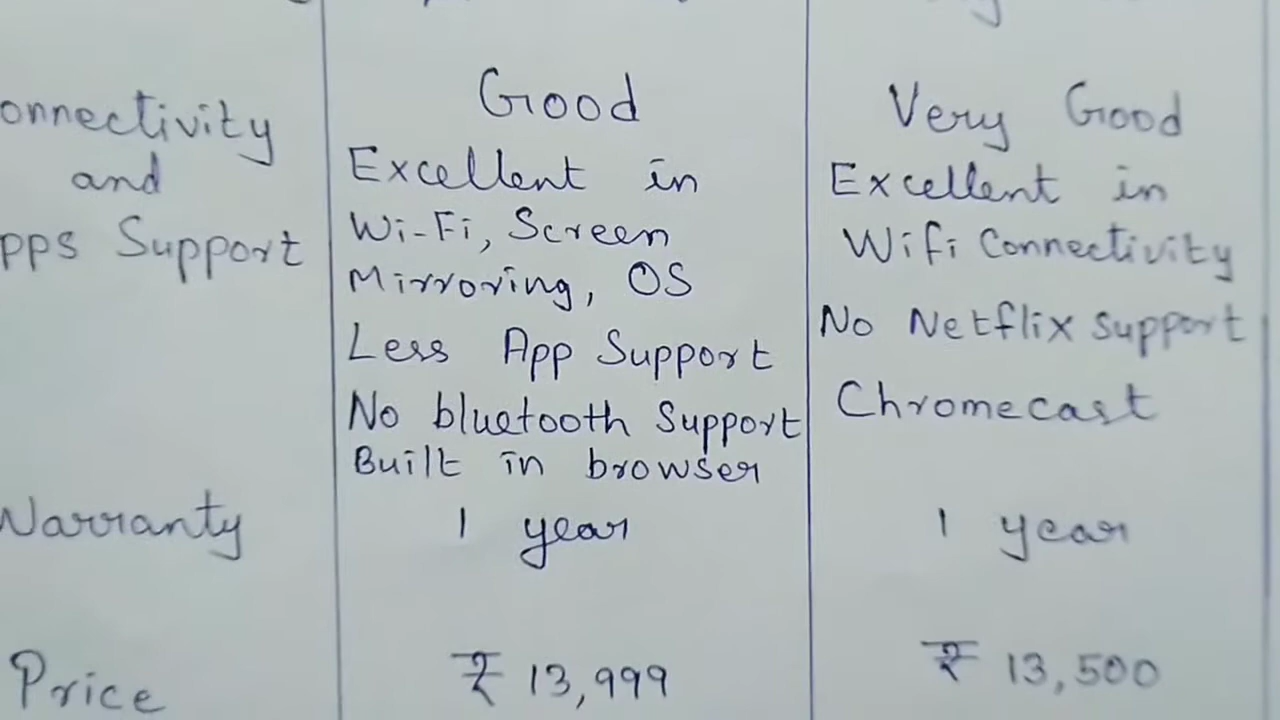 onnectivity
and
pps Support
Good
Excellent in
Wi-Fi, Screen
Mirroring, OS
Less App Support
No bluetooth Support
Built in browser
Very Good
Excellent in
Wifi Connectivity
No Netflix support
Chromecast
Warranty
1 year
1 year
Price
₹ 13,999
₹ 13,500